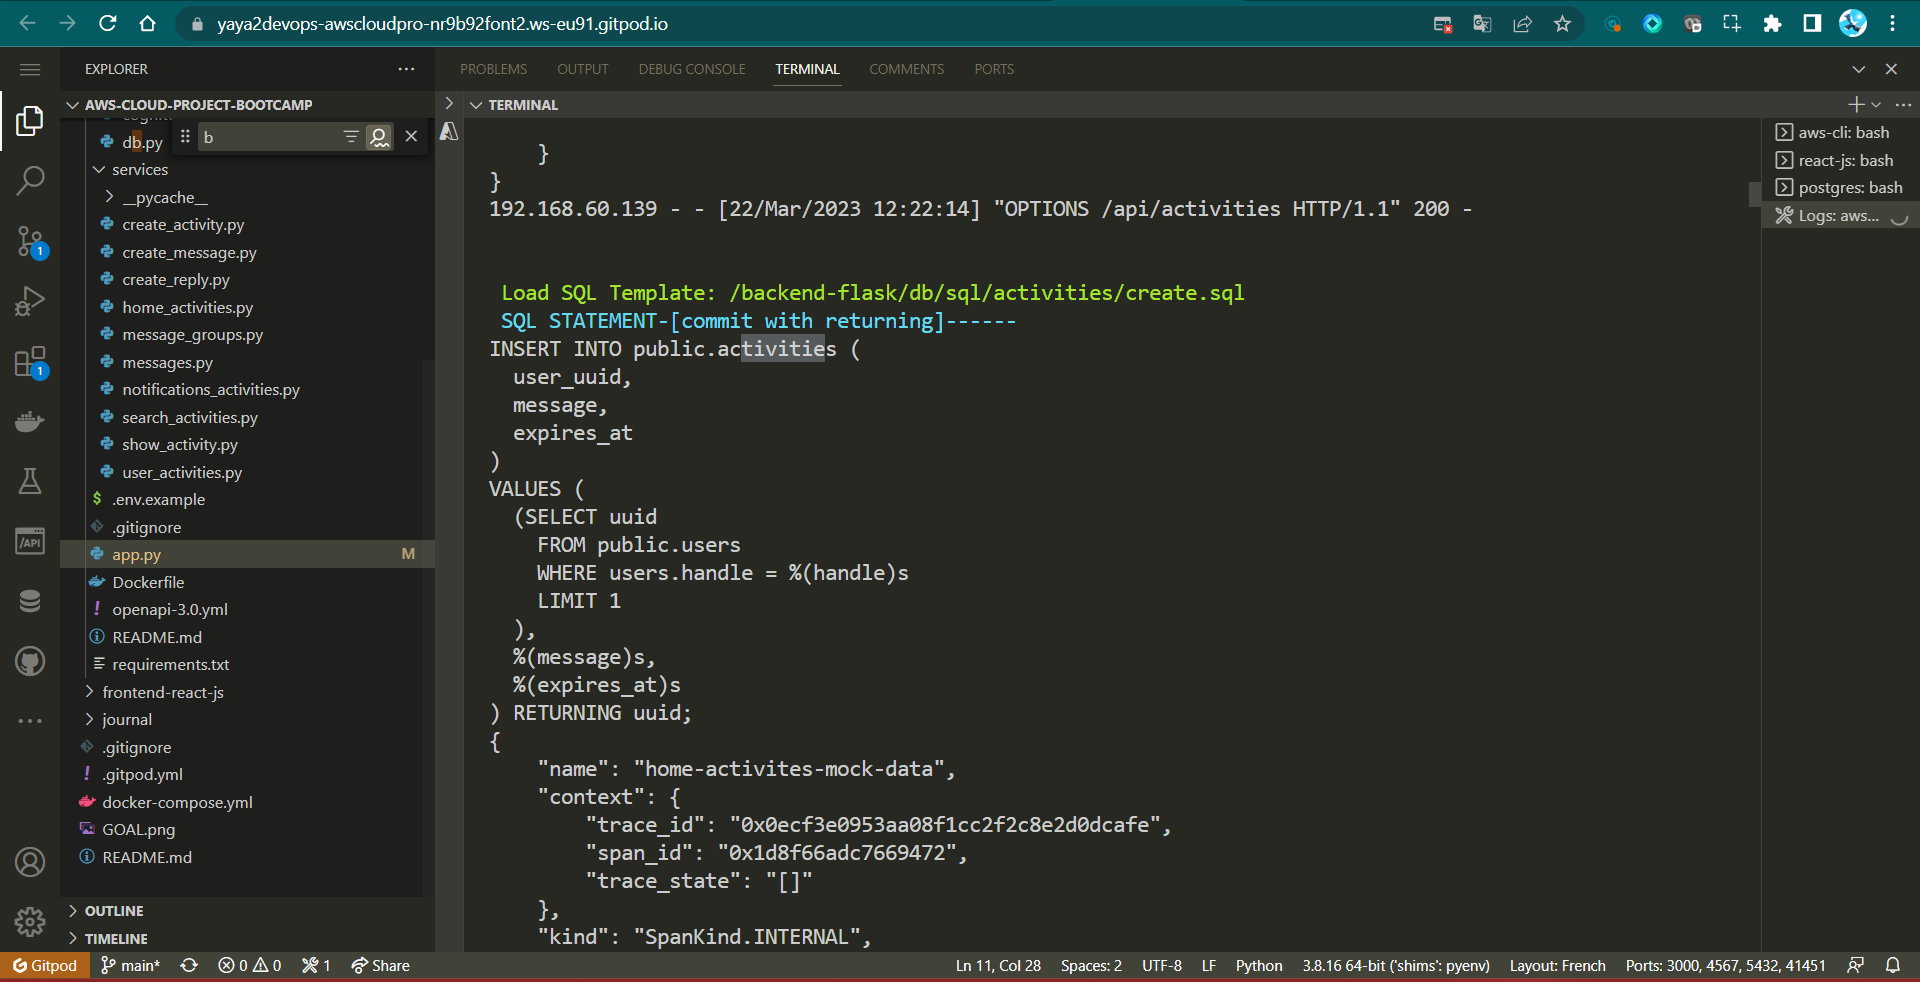 yaya2devops-awscloudpro-nr9b92font2.ws-eu91.gitpod.io
EXPLORER
PROBLEMS OUTPUT DEBUG CONSOLE TERMINAL COMMENTS PORTS
AWS-CLOUD-PROJECT-BOOTCAMP
db.py
b
services
__pycache__
create_activity.py
create_message.py
create_reply.py
home_activities.py
message_groups.py
messages.py
notifications_activities.py
search_activities.py
show_activity.py
user_activities.py
.env.example
.gitignore
app.py M
Dockerfile
openapi-3.0.yml
README.md
requirements.txt
frontend-react-js
journal
.gitignore
.gitpod.yml
docker-compose.yml
GOAL.png
README.md
OUTLINE
TIMELINE
1
1
/API
TERMINAL
}
}
192.168.60.139 - - [22/Mar/2023 12:22:14] "OPTIONS /api/activities HTTP/1.1" 200 -
Load SQL Template: /backend-flask/db/sql/activities/create.sql
SQL STATEMENT-[commit with returning]------
INSERT INTO public.activities (
user_uuid,
message,
expires_at
)
VALUES (
(SELECT uuid
FROM public.users
WHERE users.handle = %(handle)s
LIMIT 1
),
%(message)s,
%(expires_at)s
) RETURNING uuid;
{
"name": "home-activites-mock-data",
"context": {
"trace_id": "0x0ecf3e0953aa08f1cc2f2c8e2d0dcafe",
"span_id": "0x1d8f66adc7669472",
"trace_state": "[]"
},
"kind": "SpanKind.INTERNAL",
aws-cli: bash
react-js: bash
postgres: bash
Logs: aws...
Gitpod main* 0 0 1 Share Ln 11, Col 28 Spaces: 2 UTF-8 LF Python 3.8.16 64-bit ('shims': pyenv) Layout: French Ports: 3000, 4567, 5432, 41451